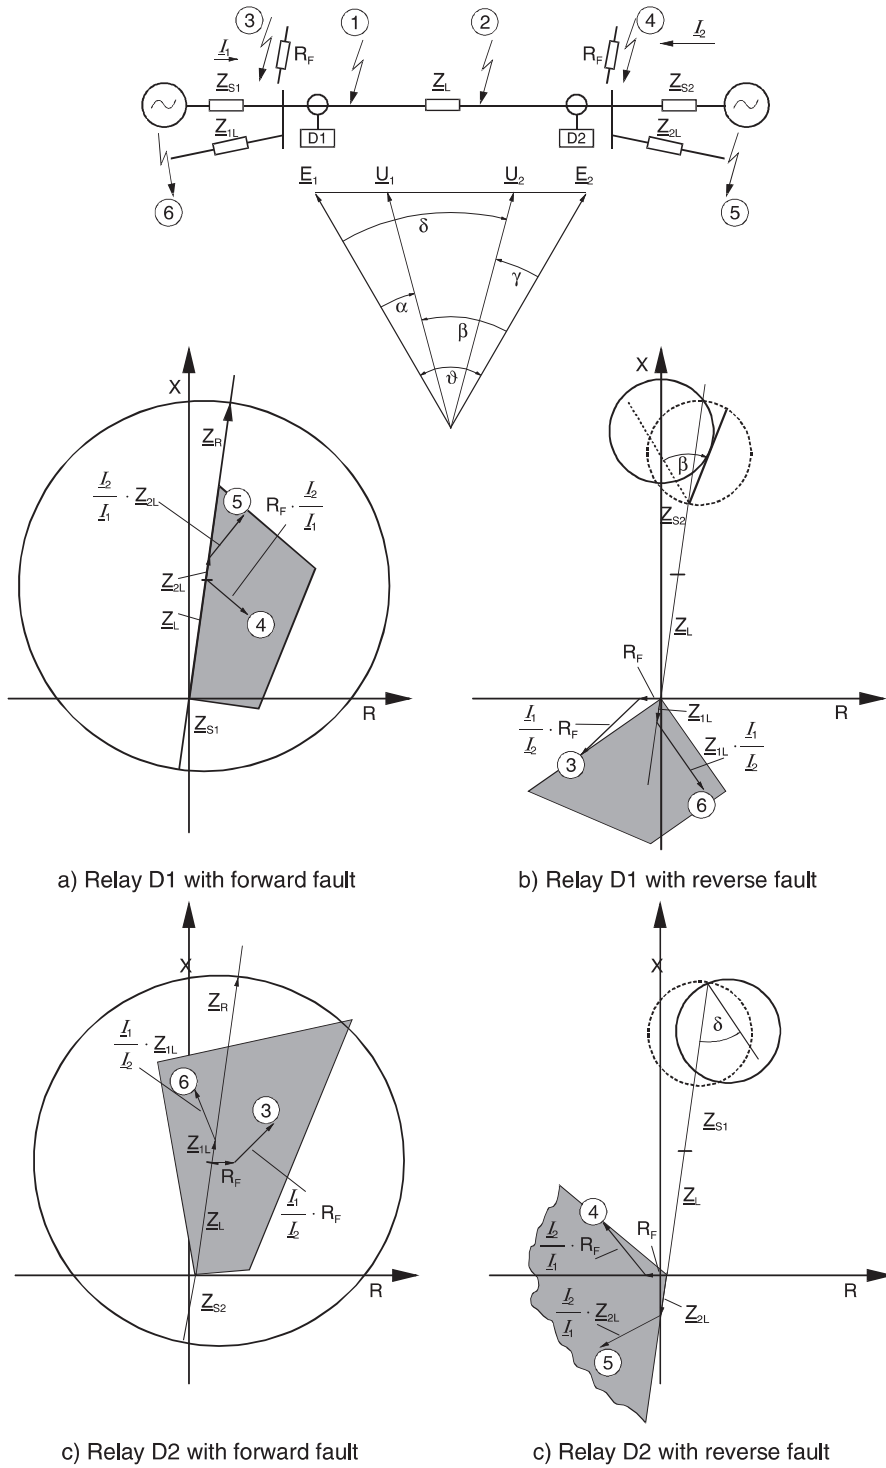 3 1 2 4
I1 RF RF I2
ZS1 ZL ZS2
Z1L D1 D2 Z2L
6 5
E1 U1 U2 E2
δ
γ
α
β
ϑ
X
ZR
I2/I1 · Z2L
5
RF · I2/I1
Z2L
ZL
4
R
ZS1
a) Relay D1 with forward fault
X
β
ZS2
ZL
RF
R
Z1L
I1/I2 · RF
Z1L · I1/I2
3
6
b) Relay D1 with reverse fault
X
ZR
I1/I2 · Z1L
6
3
Z1L
RF
ZL
I1/I2 · RF
R
ZS2
c) Relay D2 with forward fault
X
δ
ZS1
ZL
4
RF
I2/I1 · RF
R
I2/I1 · Z2L
Z2L
5
c) Relay D2 with reverse fault